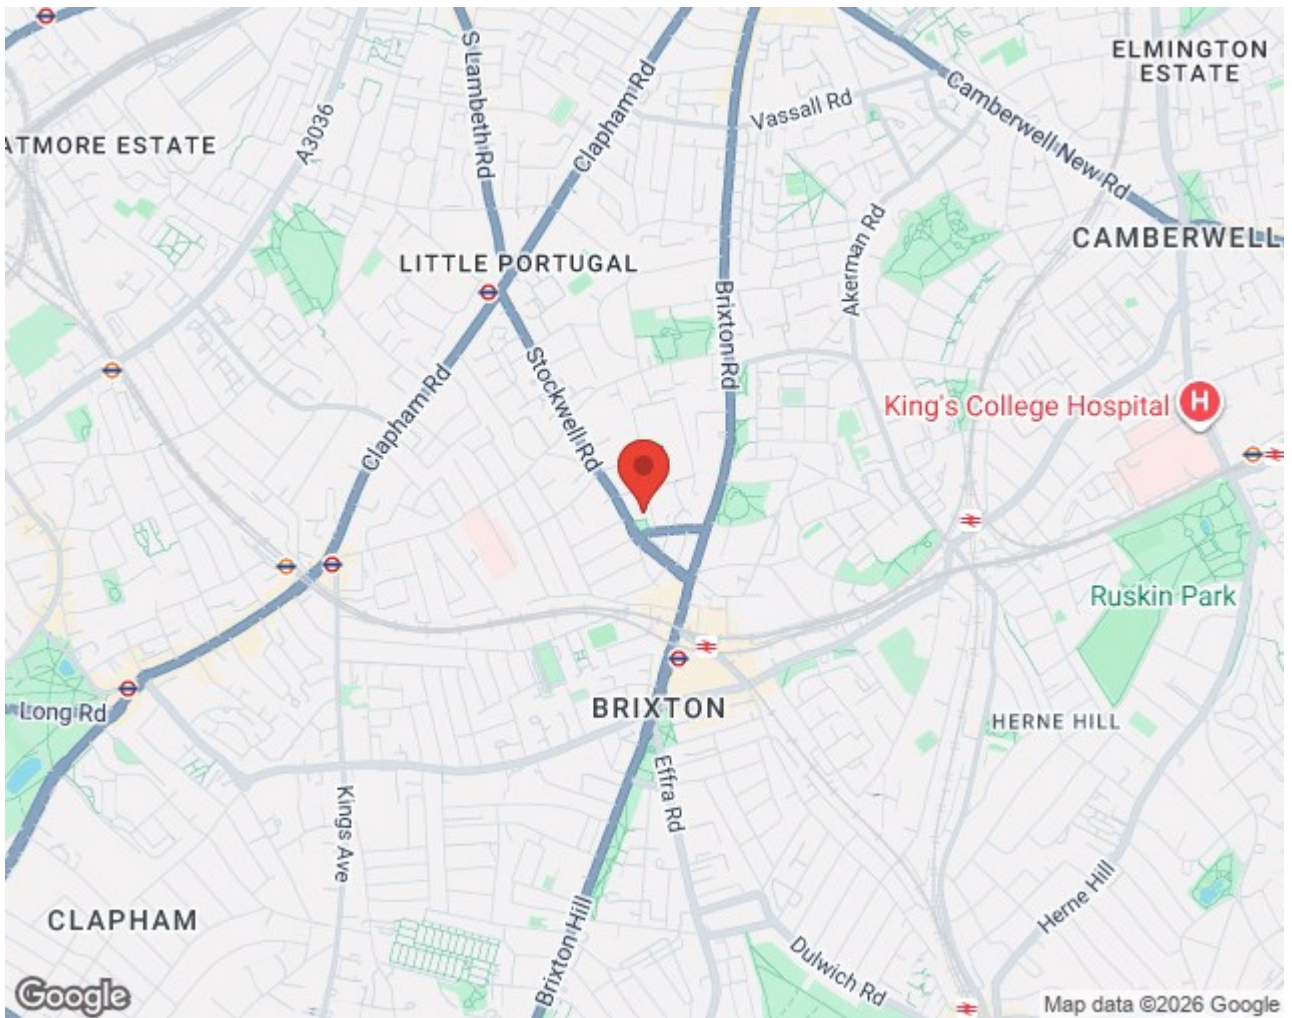 ELMINGTON
ESTATE
S Lambeth Rd
Clapham Rd
Vassall Rd
Camberwell New Rd
A3036
ATMORE ESTATE
Akerman Rd
CAMBERWELL
LITTLE PORTUGAL
Brixton Rd
Stockwell Rd
Clapham Rd
King's College Hospital
H
Ruskin Park
Long Rd
BRIXTON
HERNE HILL
Effra Rd
Kings Ave
Herne Hill
CLAPHAM
Brixton Hill
Dulwich Rd
Google
Map data ©2026 Google